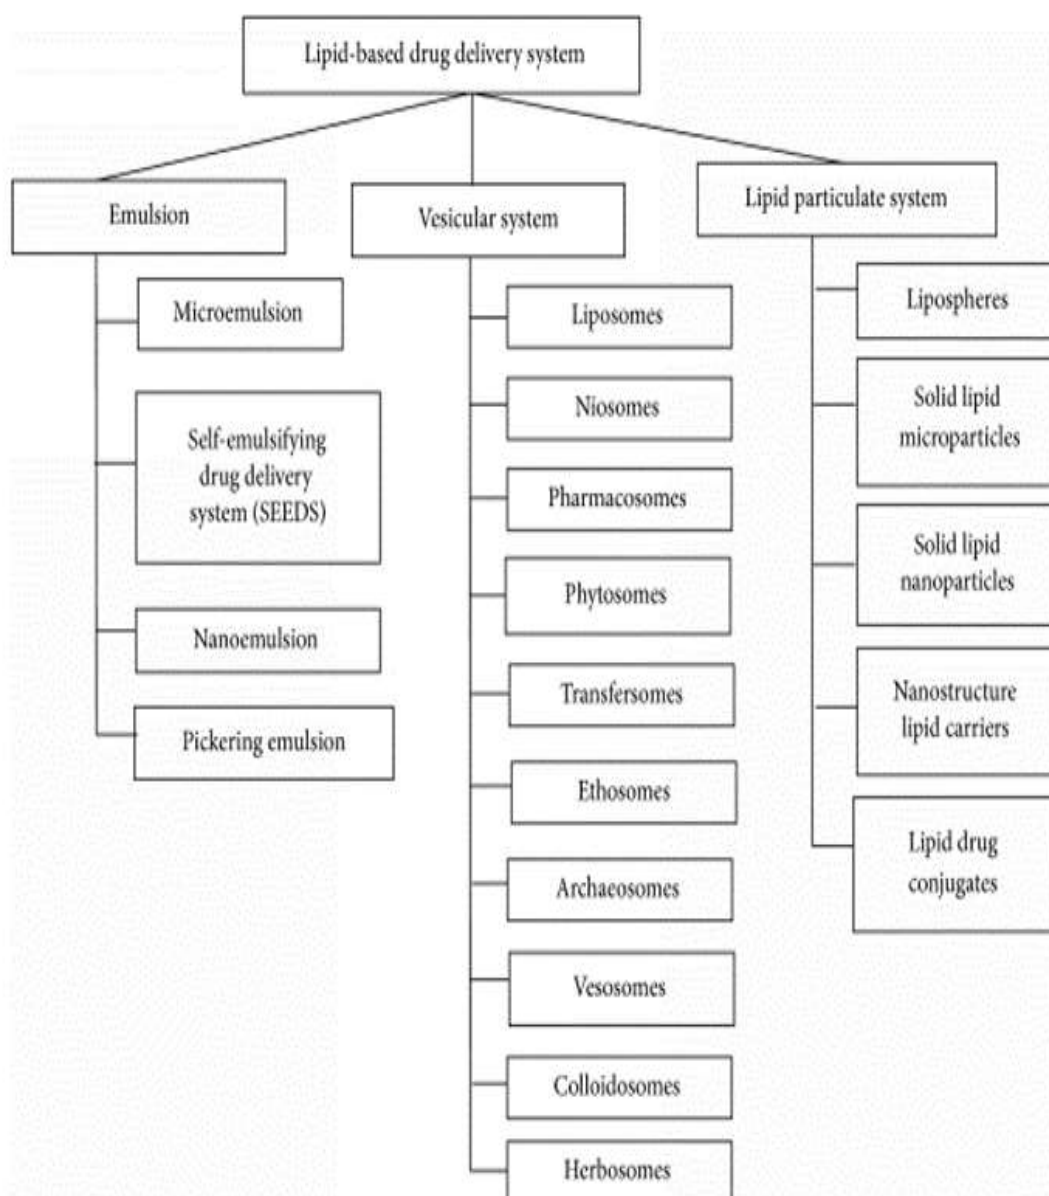 Lipid-based drug delivery system
Emulsion
Microemulsion
Self-emulsifying
drug delivery
system (SEEDS)
Nanoemulsion
Pickering emulsion
Vesicular system
Liposomes
Niosomes
Pharmacosomes
Phytosomes
Transfersomes
Ethosomes
Archaeosomes
Vesosomes
Colloidosomes
Herbosomes
Lipid particulate system
Lipospheres
Solid lipid
microparticles
Solid lipid
nanoparticles
Nanostructure
lipid carriers
Lipid drug
conjugates